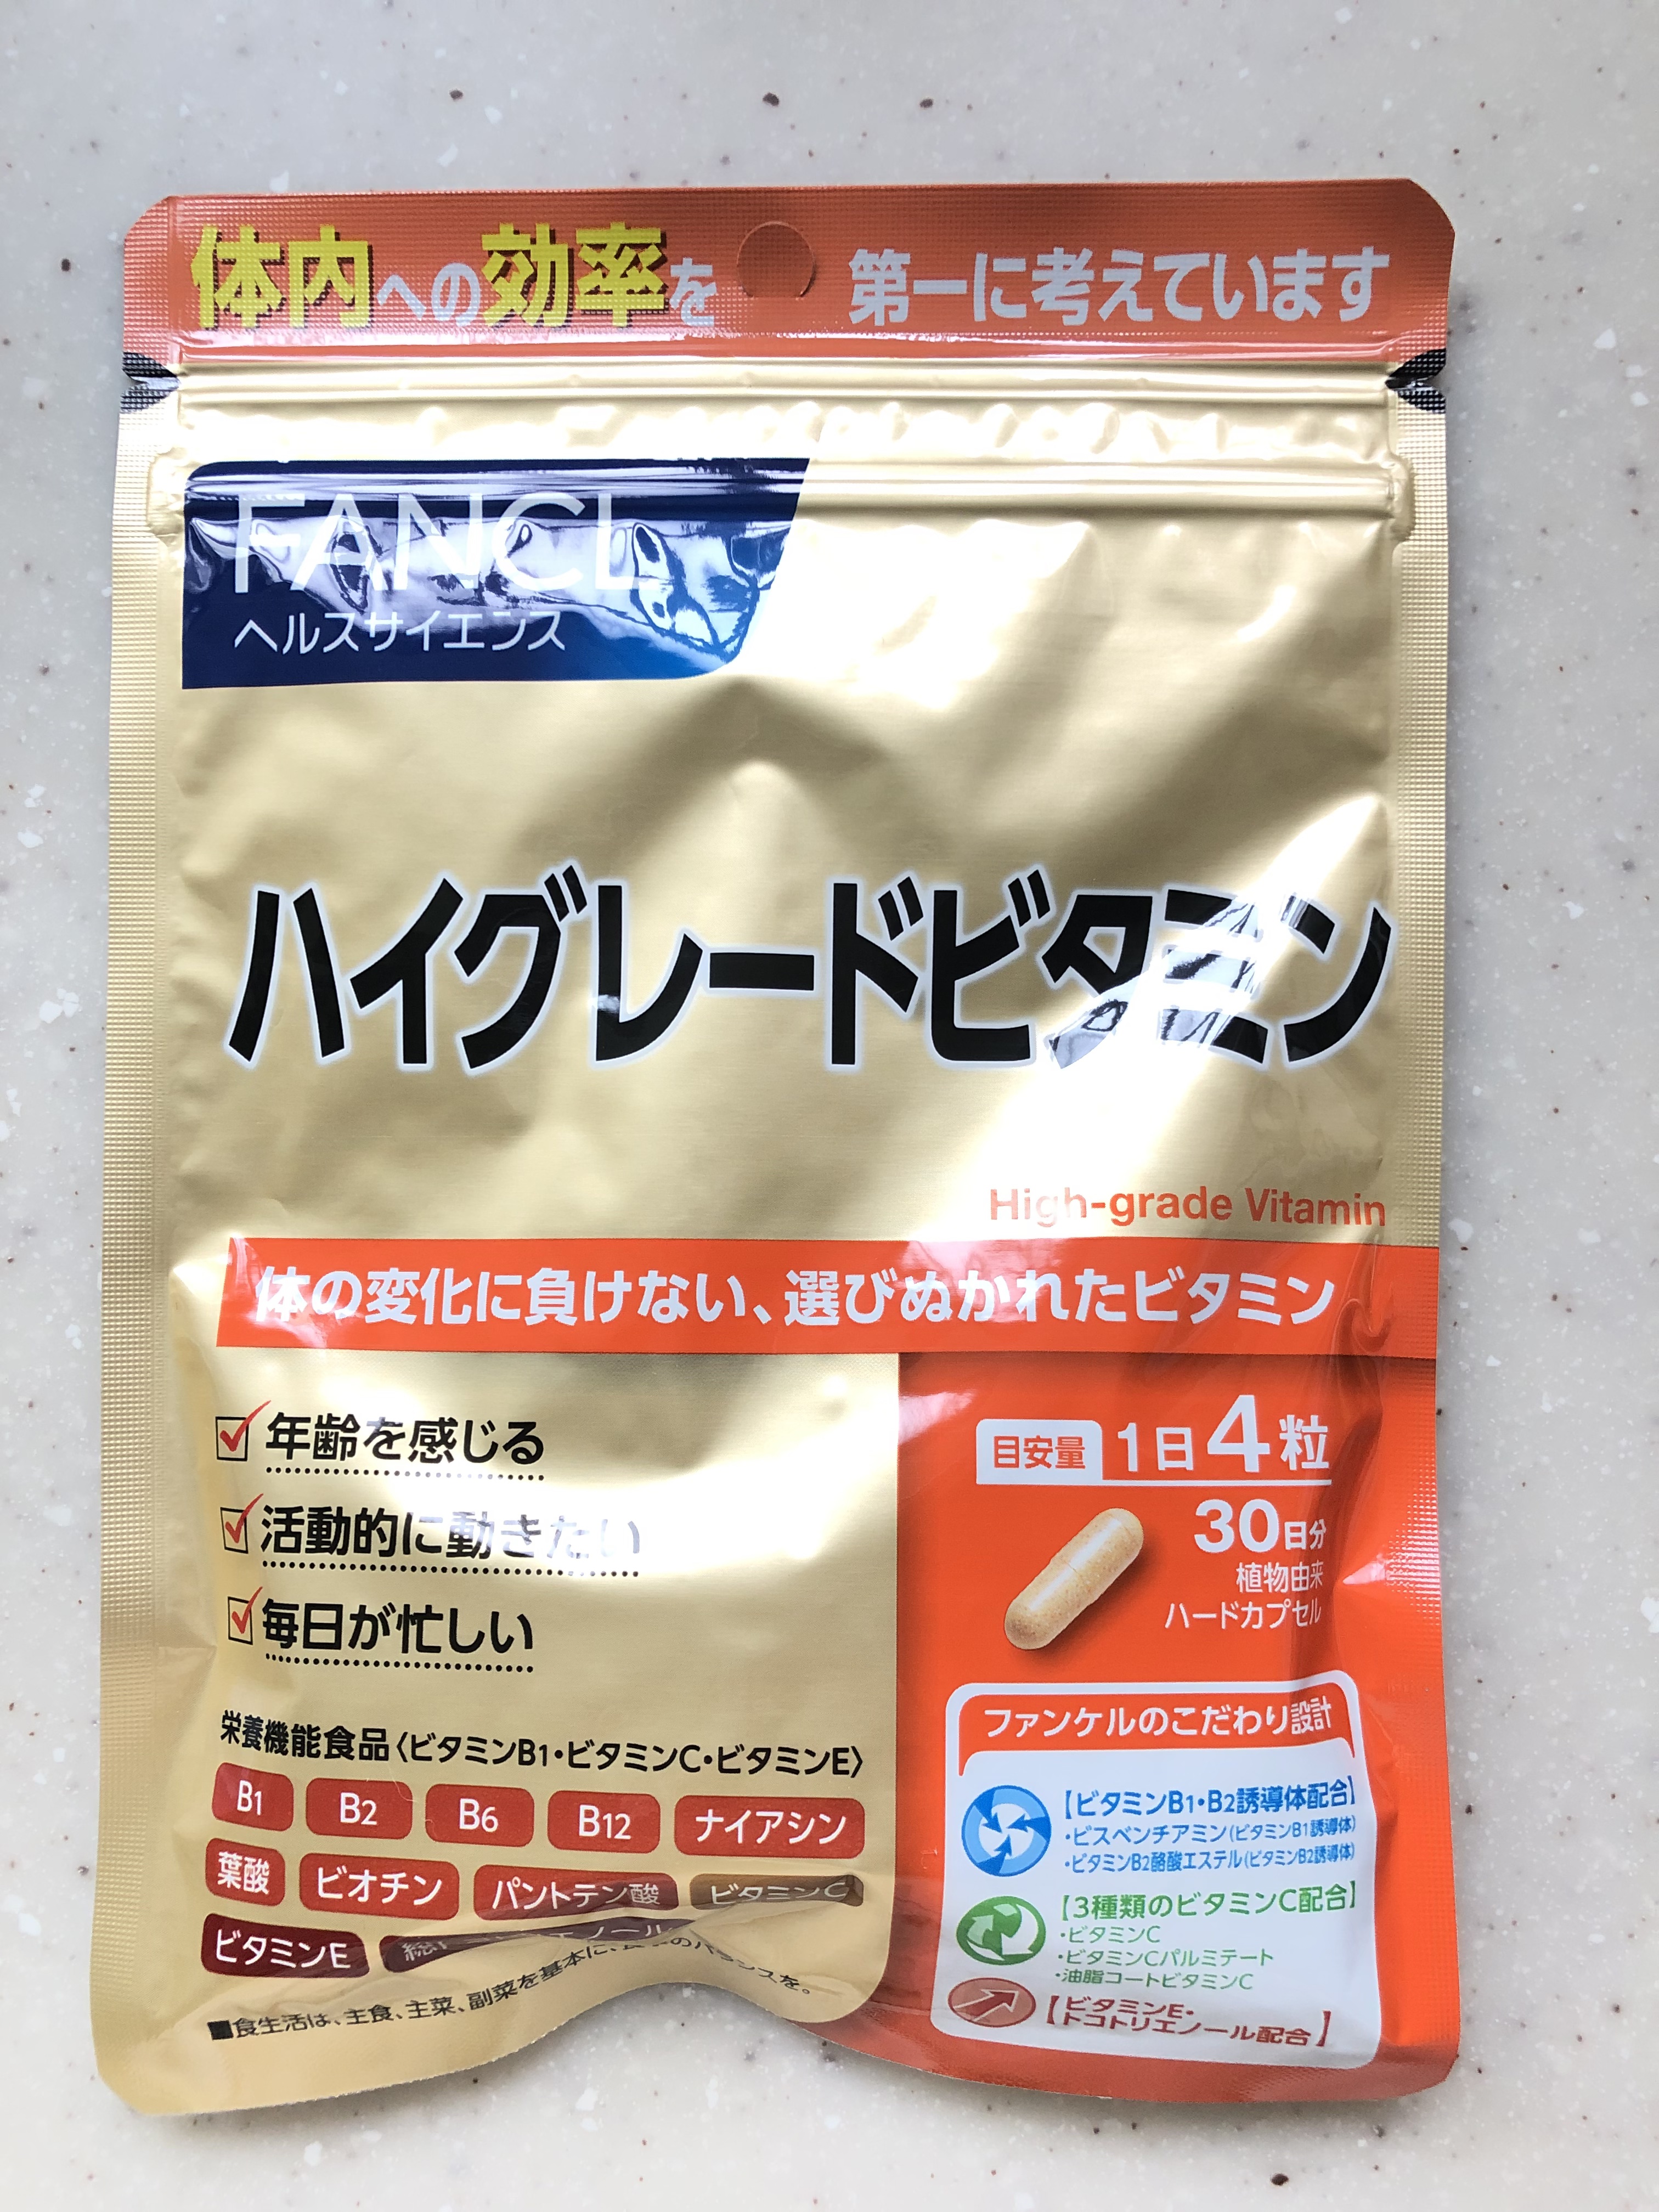 体内への効率を 第一に考えています
FANCL
ヘルスサイエンス
ハイグレードビタミン
High-grade Vitamin
体の変化に負けない、選びぬかれたビタミン
年齢を感じる
活動的に動きたい
毎日が忙しい
栄養機能食品〈ビタミンB1・ビタミンC・ビタミンE〉
B1 B2 B6 B12 ナイアシン
葉酸 ビオチン パントテン酸 ビタミンC
ビタミンE
■食生活は、主食、主菜、副菜を基本に、食事のバランスを。
目安量 1日4粒
30日分
植物由来
ハードカプセル
ファンケルのこだわり設計
【ビタミンB1・B2誘導体配合】
・ビスベンチアミン(ビタミンB1誘導体)
・ビタミンB2酪酸エステル(ビタミンB2誘導体)
【3種類のビタミンC配合】
・ビタミンC
・ビタミンCパルミテート
・油脂コートビタミンC
【ビタミンE・
トコトリエノール配合】